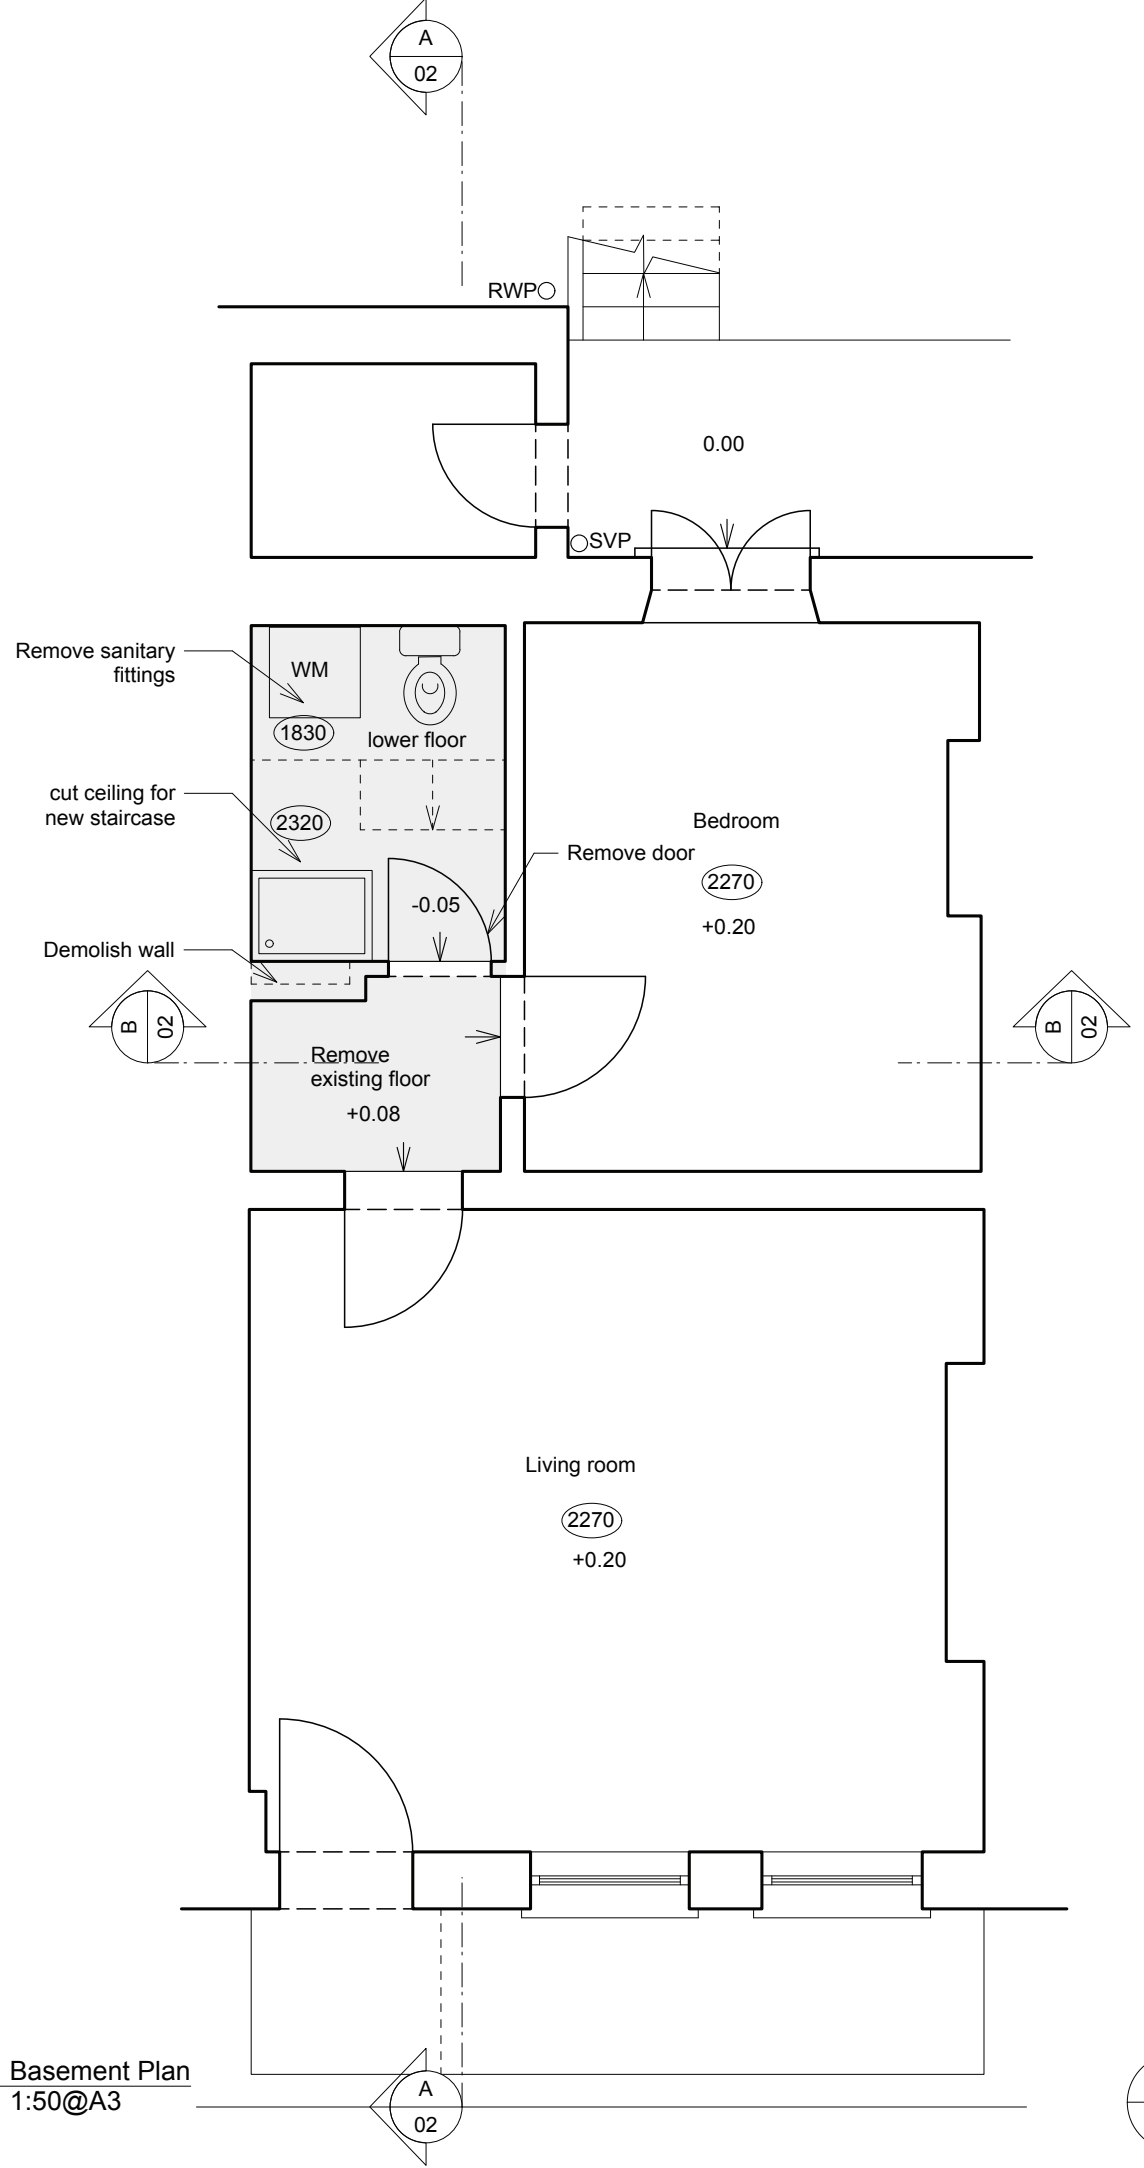 A
02
RWP
0.00
SVP
Remove sanitary
fittings
WM
1830
lower floor
cut ceiling for
new staircase
2320
Bedroom
Remove door
2270
-0.05
+0.20
Demolish wall
B
02
B
02
Remove
existing floor
+0.08
Living room
2270
+0.20
Basement Plan
1:50@A3
A
02